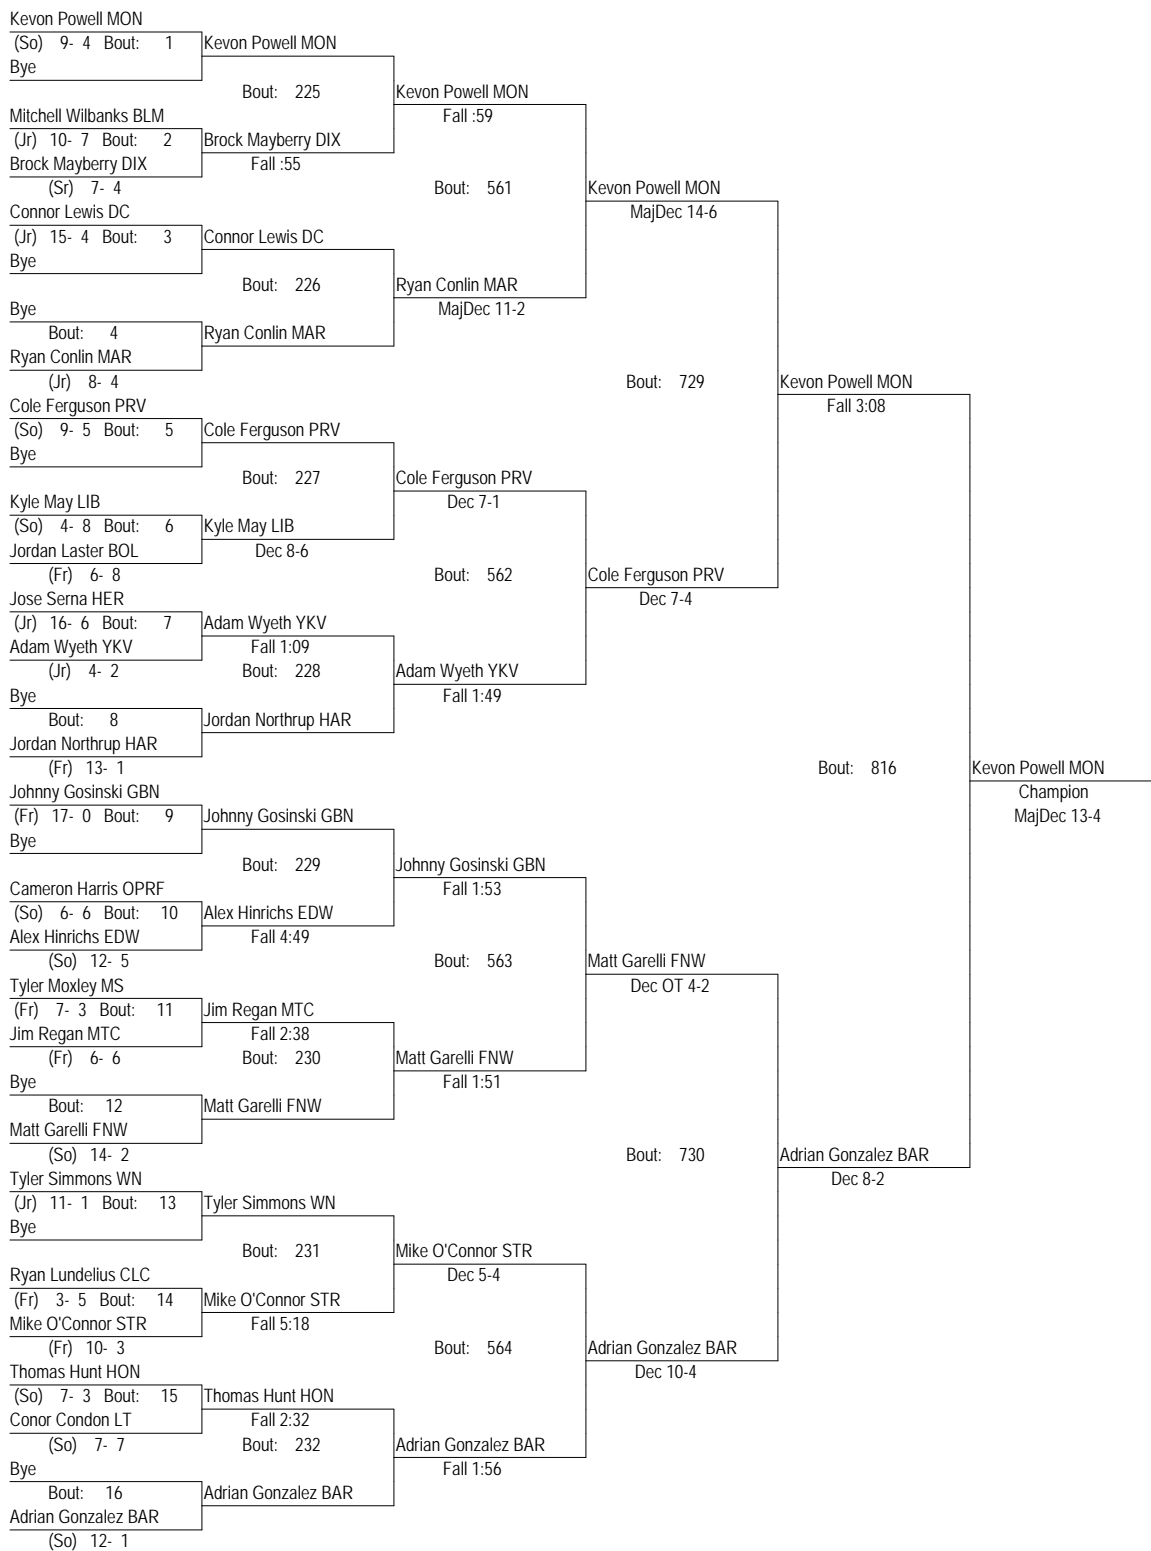 Kevon Powell MON
(So) 9- 4 Bout: 1 Kevon Powell MON
Bye
Bout: 225 Kevon Powell MON
Mitchell Wilbanks BLM Fall :59
(Jr) 10- 7 Bout: 2 Brock Mayberry DIX
Brock Mayberry DIX Fall :55
(Sr) 7- 4 Bout: 561 Kevon Powell MON
Connor Lewis DC MajDec 14-6
(Jr) 15- 4 Bout: 3 Connor Lewis DC
Bye
Bout: 226 Ryan Conlin MAR
Bye MajDec 11-2
Bout: 4 Ryan Conlin MAR
Ryan Conlin MAR
(Jr) 8- 4 Bout: 729 Kevon Powell MON
Cole Ferguson PRV Fall 3:08
(So) 9- 5 Bout: 5 Cole Ferguson PRV
Bye
Bout: 227 Cole Ferguson PRV
Kyle May LIB Dec 7-1
(So) 4- 8 Bout: 6 Kyle May LIB
Jordan Laster BOL Dec 8-6
(Fr) 6- 8 Bout: 562 Cole Ferguson PRV
Jose Serna HER Dec 7-4
(Jr) 16- 6 Bout: 7 Adam Wyeth YKV
Adam Wyeth YKV Fall 1:09
(Jr) 4- 2 Bout: 228 Adam Wyeth YKV
Bye Fall 1:49
Bout: 8 Jordan Northrup HAR
Jordan Northrup HAR
(Fr) 13- 1 Bout: 816 Kevon Powell MON
Johnny Gosinski GBN Champion
(Fr) 17- 0 Bout: 9 Johnny Gosinski GBN MajDec 13-4
Bye
Bout: 229 Johnny Gosinski GBN
Cameron Harris OPRF Fall 1:53
(So) 6- 6 Bout: 10 Alex Hinrichs EDW
Alex Hinrichs EDW Fall 4:49
(So) 12- 5 Bout: 563 Matt Garelli FNW
Tyler Moxley MS Dec OT 4-2
(Fr) 7- 3 Bout: 11 Jim Regan MTC
Jim Regan MTC Fall 2:38
(Fr) 6- 6 Bout: 230 Matt Garelli FNW
Bye Fall 1:51
Bout: 12 Matt Garelli FNW
Matt Garelli FNW
(So) 14- 2 Bout: 730 Adrian Gonzalez BAR
Tyler Simmons WN Dec 8-2
(Jr) 11- 1 Bout: 13 Tyler Simmons WN
Bye
Bout: 231 Mike O'Connor STR
Ryan Lundelius CLC Dec 5-4
(Fr) 3- 5 Bout: 14 Mike O'Connor STR
Mike O'Connor STR Fall 5:18
(Fr) 10- 3 Bout: 564 Adrian Gonzalez BAR
Thomas Hunt HON Dec 10-4
(So) 7- 3 Bout: 15 Thomas Hunt HON
Conor Condon LT Fall 2:32
(So) 7- 7 Bout: 232 Adrian Gonzalez BAR
Bye Fall 1:56
Bout: 16 Adrian Gonzalez BAR
Adrian Gonzalez BAR
(So) 12- 1